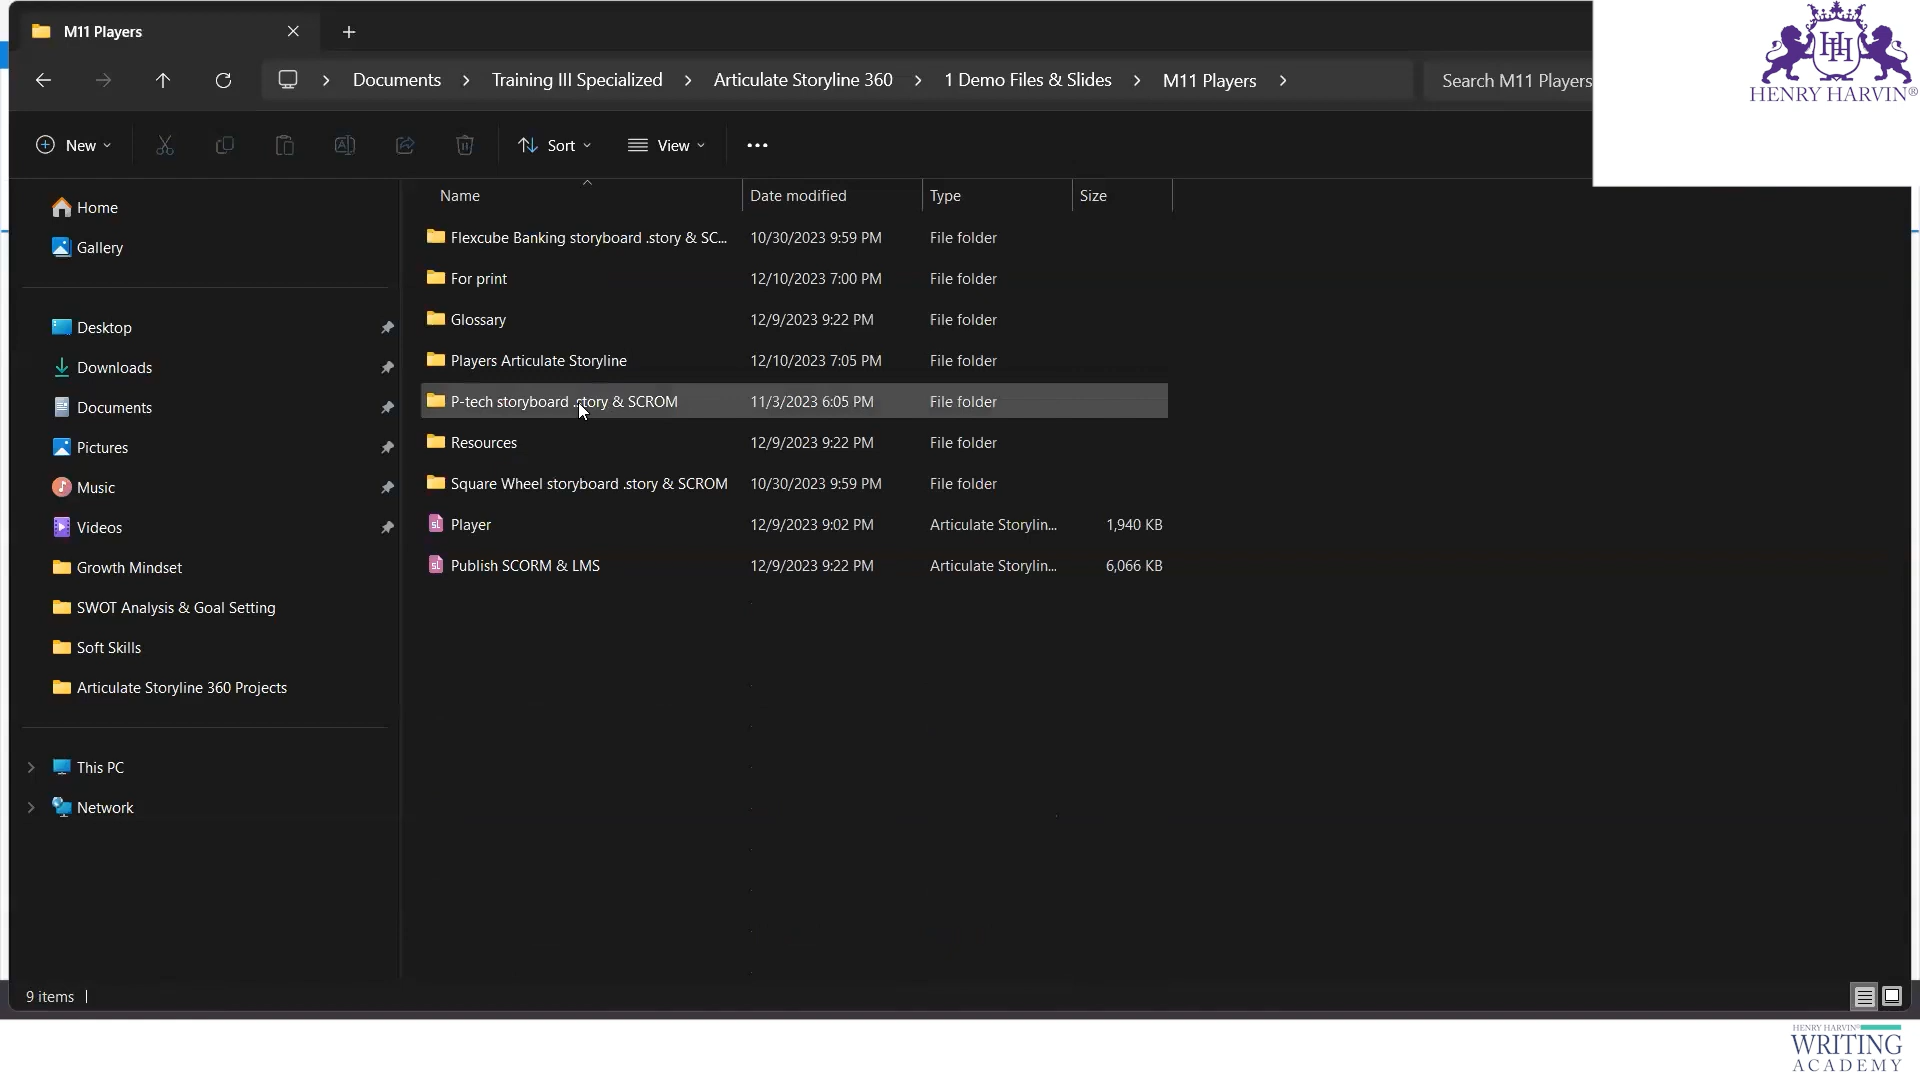 M11 Players
HENRY HARVIN®
Documents > Training III Specialized > Articulate Storyline 360 > 1 Demo Files & Slides > M11 Players >
Search M11 Players
New
Sort
View
Name Date modified Type Size
Flexcube Banking storyboard .story & SC... 10/30/2023 9:59 PM File folder
For print 12/10/2023 7:00 PM File folder
Glossary 12/9/2023 9:22 PM File folder
Players Articulate Storyline 12/10/2023 7:05 PM File folder
P-tech storyboard .story & SCROM 11/3/2023 6:05 PM File folder
Resources 12/9/2023 9:22 PM File folder
Square Wheel storyboard .story & SCROM 10/30/2023 9:59 PM File folder
Player 12/9/2023 9:02 PM Articulate Storylin... 1,940 KB
Publish SCORM & LMS 12/9/2023 9:22 PM Articulate Storylin... 6,066 KB
Home
Gallery
Desktop
Downloads
Documents
Pictures
Music
Videos
Growth Mindset
SWOT Analysis & Goal Setting
Soft Skills
Articulate Storyline 360 Projects
This PC
Network
9 items
HENRY HARVIN®
WRITING
ACADEMY